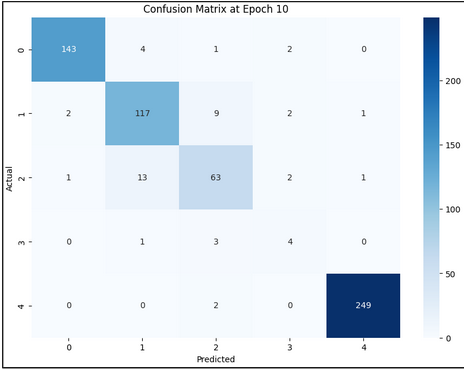 Confusion Matrix at Epoch 10
0 143 4 1 2 0
1 2 117 9 2 1
2 1 13 63 2 1
3 0 1 3 4 0
4 0 0 2 0 249
0 1 2 3 4
Actual
Predicted
200
150
100
50
0